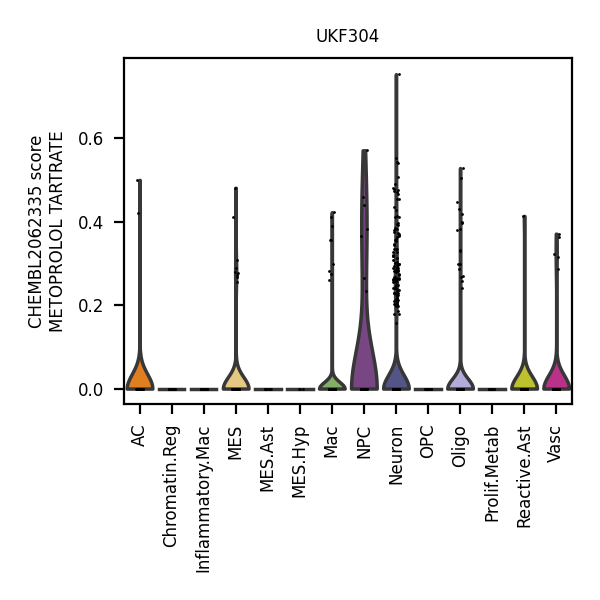 UKF304
CHEMBL2062335 score
METOPROLOL TARTRATE
0.6
0.4
0.2
0.0
AC
Chromatin.Reg
Inflammatory.Mac
MES
MES.Ast
MES.Hyp
Mac
NPC
Neuron
OPC
Oligo
Prolif.Metab
Reactive.Ast
Vasc